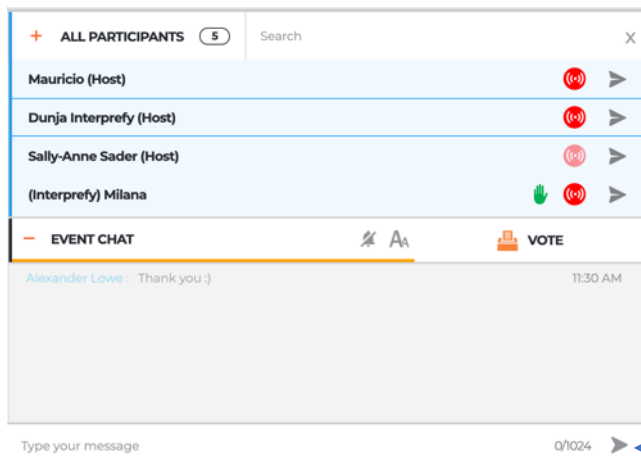 + ALL PARTICIPANTS 5 Search X
Mauricio (Host)
Dunja Interprefy (Host)
Sally-Anne Sader (Host)
(Interprefy) Milana
− EVENT CHAT AA VOTE
Alexander Lowe : Thank you :) 11:30 AM
Type your message 0/1024